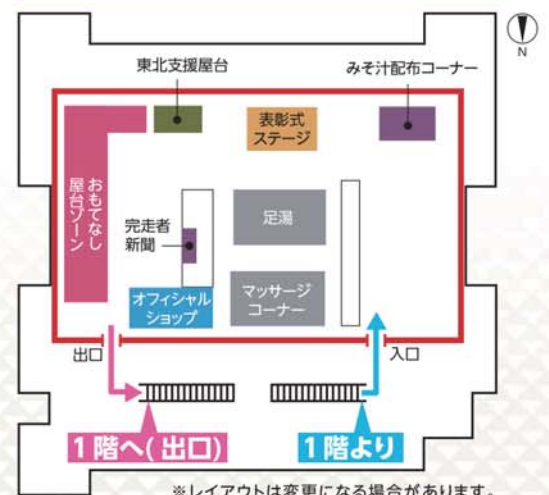 N
東北支援屋台
みそ汁配布コーナー
表彰式
ステージ
おもてなし
屋台ゾーン
足湯
完走者
新聞
オフィシャル
ショップ
マッサージ
コーナー
出口
入口
1階へ(出口)
1階より
※レイアウトは変更になる場合があります。